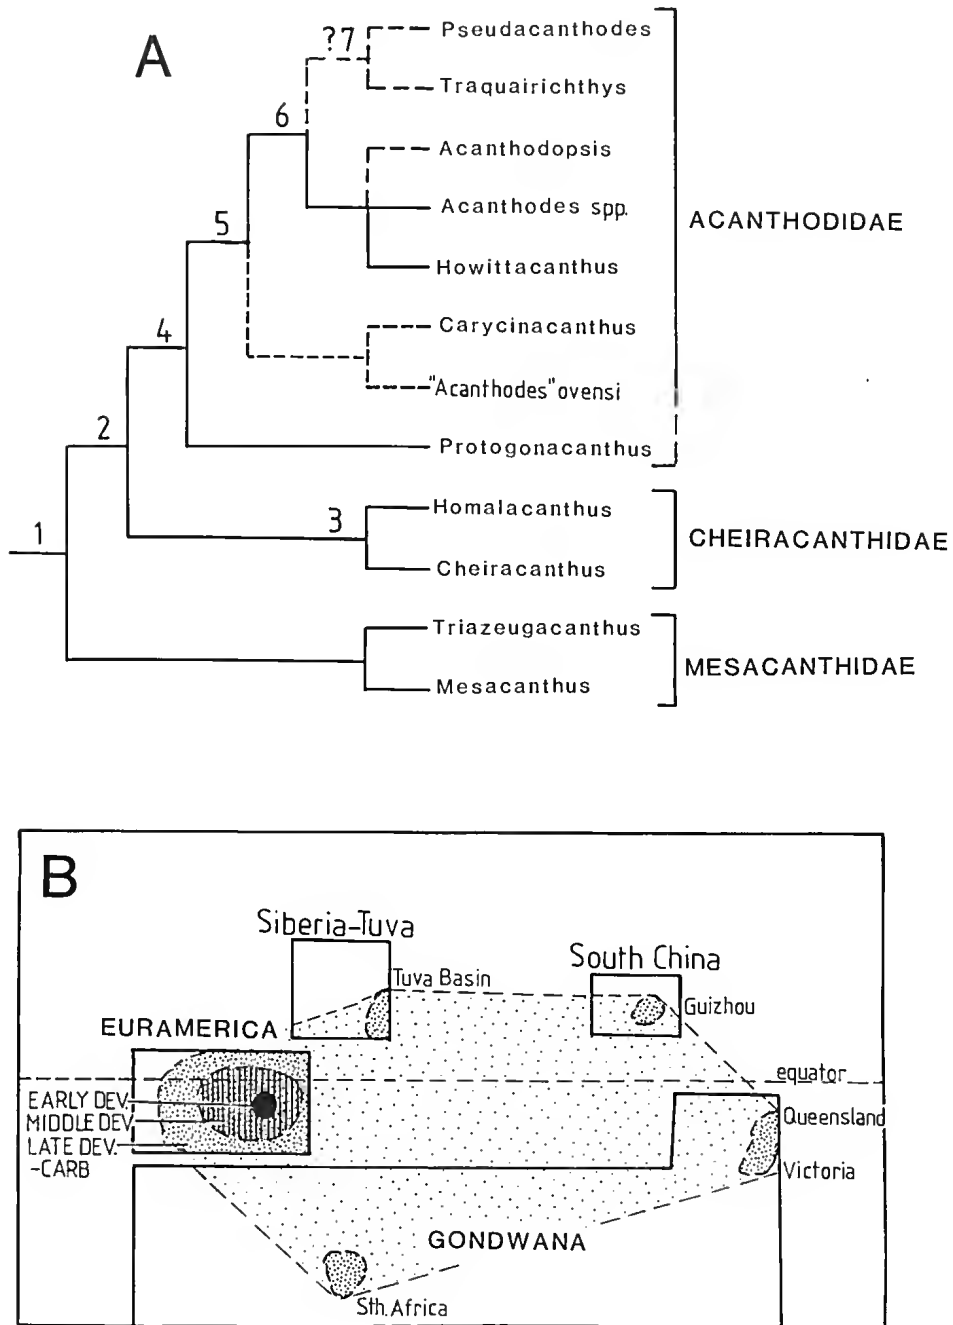 A
?7
Pseudacanthodes
Traquairichthys
6
Acanthodopsis
Acanthodes spp.
5
ACANTHODIDAE
Howittacanthus
4
Carycinacanthus
"Acanthodes" ovensi
2
Protogonacanthus
3
Homalacanthus
1
CHEIRACANTHIDAE
Cheiracanthus
Triazeugacanthus
MESACANTHIDAE
Mesacanthus
B
Siberia-Tuva
South China
Tuva Basin
Guizhou
EURAMERICA
equator
EARLY DEV.
MIDDLE DEV
LATE DEV.
-CARB
Queensland
Victoria
GONDWANA
Sth. Africa